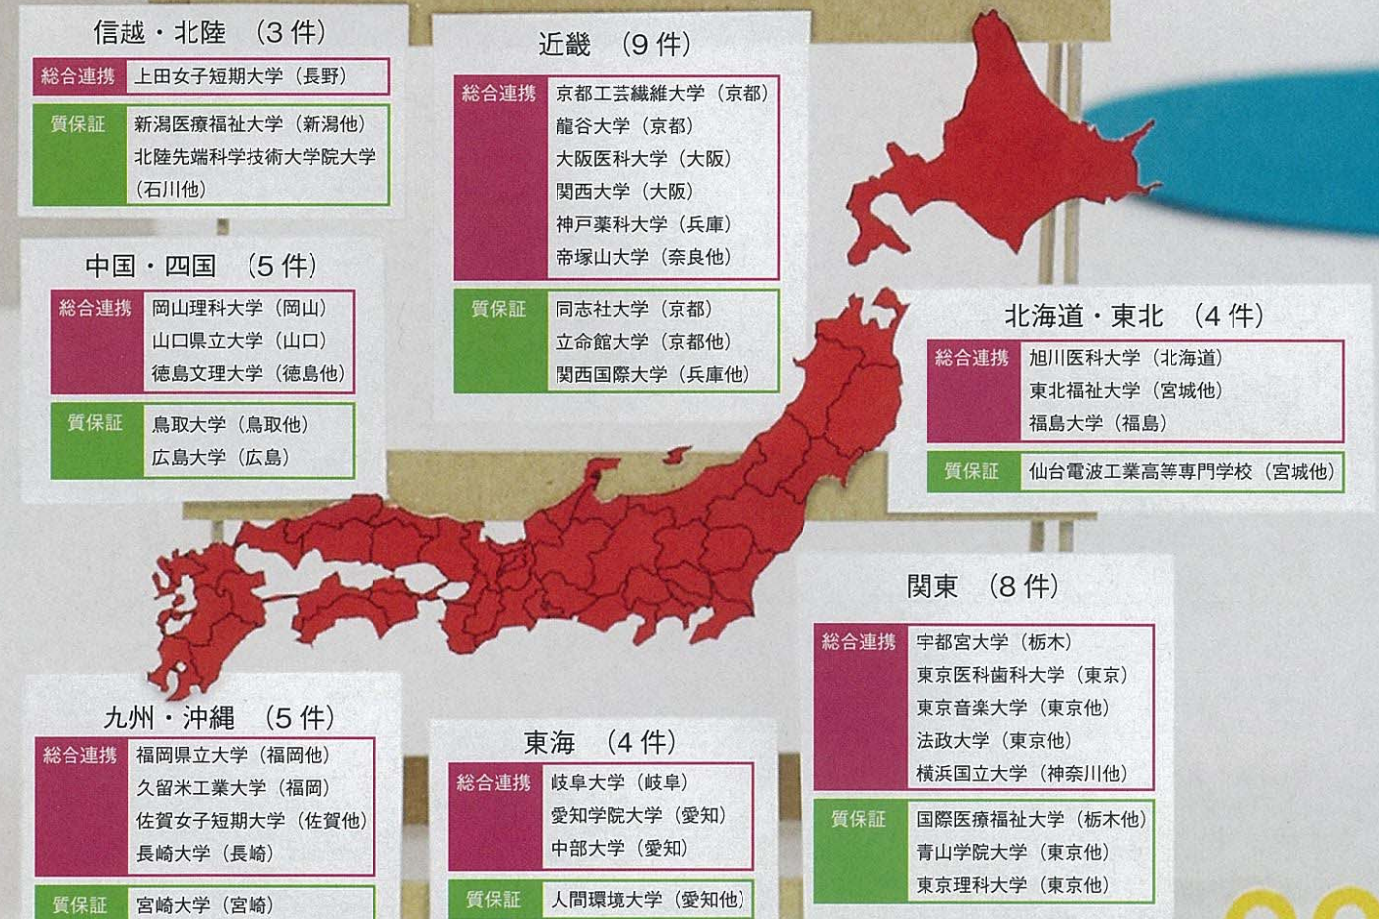 信越・北陸 （3 件）
総合連携 上田女子短期大学（長野）
質保証 新潟医療福祉大学（新潟他）
北陸先端科学技術大学院大学
（石川他）
近畿 （9 件）
総合連携 京都工芸繊維大学（京都）
龍谷大学（京都）
大阪医科大学（大阪）
関西大学（大阪）
神戸薬科大学（兵庫）
帝塚山大学（奈良他）
質保証 同志社大学（京都）
立命館大学（京都他）
関西国際大学（兵庫他）
中国・四国 （5 件）
総合連携 岡山理科大学（岡山）
山口県立大学（山口）
徳島文理大学（徳島他）
質保証 鳥取大学（鳥取他）
広島大学（広島）
北海道・東北 （4 件）
総合連携 旭川医科大学（北海道）
東北福祉大学（宮城他）
福島大学（福島）
質保証 仙台電波工業高等専門学校（宮城他）
関東 （8 件）
総合連携 宇都宮大学（栃木）
東京医科歯科大学（東京）
東京音楽大学（東京他）
法政大学（東京他）
横浜国立大学（神奈川他）
質保証 国際医療福祉大学（栃木他）
青山学院大学（東京他）
東京理科大学（東京他）
九州・沖縄 （5 件）
総合連携 福岡県立大学（福岡他）
久留米工業大学（福岡）
佐賀女子短期大学（佐賀他）
長崎大学（長崎）
質保証 宮崎大学（宮崎）
東海 （4 件）
総合連携 岐阜大学（岐阜）
愛知学院大学（愛知）
中部大学（愛知）
質保証 人間環境大学（愛知他）